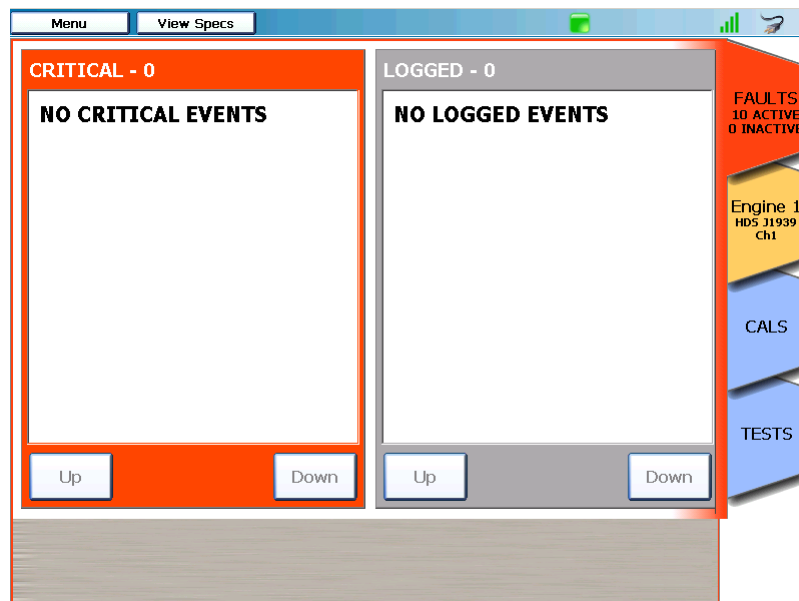 Menu
View Specs
CRITICAL - 0
NO CRITICAL EVENTS
Up
Down
LOGGED - 0
NO LOGGED EVENTS
Up
Down
FAULTS
10 ACTIVE
0 INACTIVE
Engine 1
HDS J1939
Ch1
CALS
TESTS